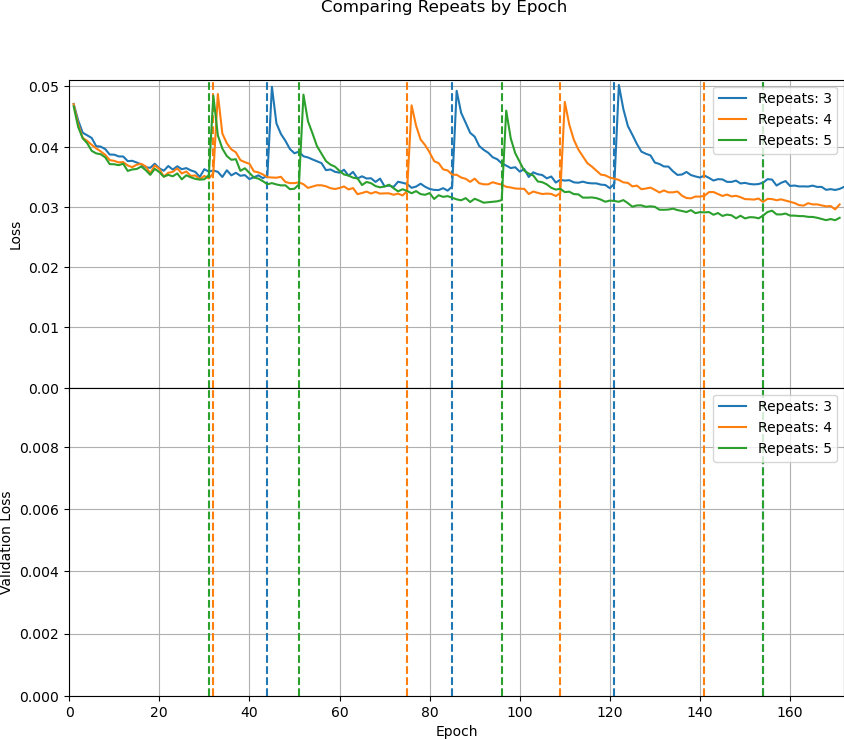 Comparing Repeats by Epoch
0.05
0.04
0.03
0.02
0.01
0.00
Loss
Repeats: 3
Repeats: 4
Repeats: 5
0.008
0.006
0.004
0.002
0.000
Validation Loss
Repeats: 3
Repeats: 4
Repeats: 5
0 20 40 60 80 100 120 140 160
Epoch